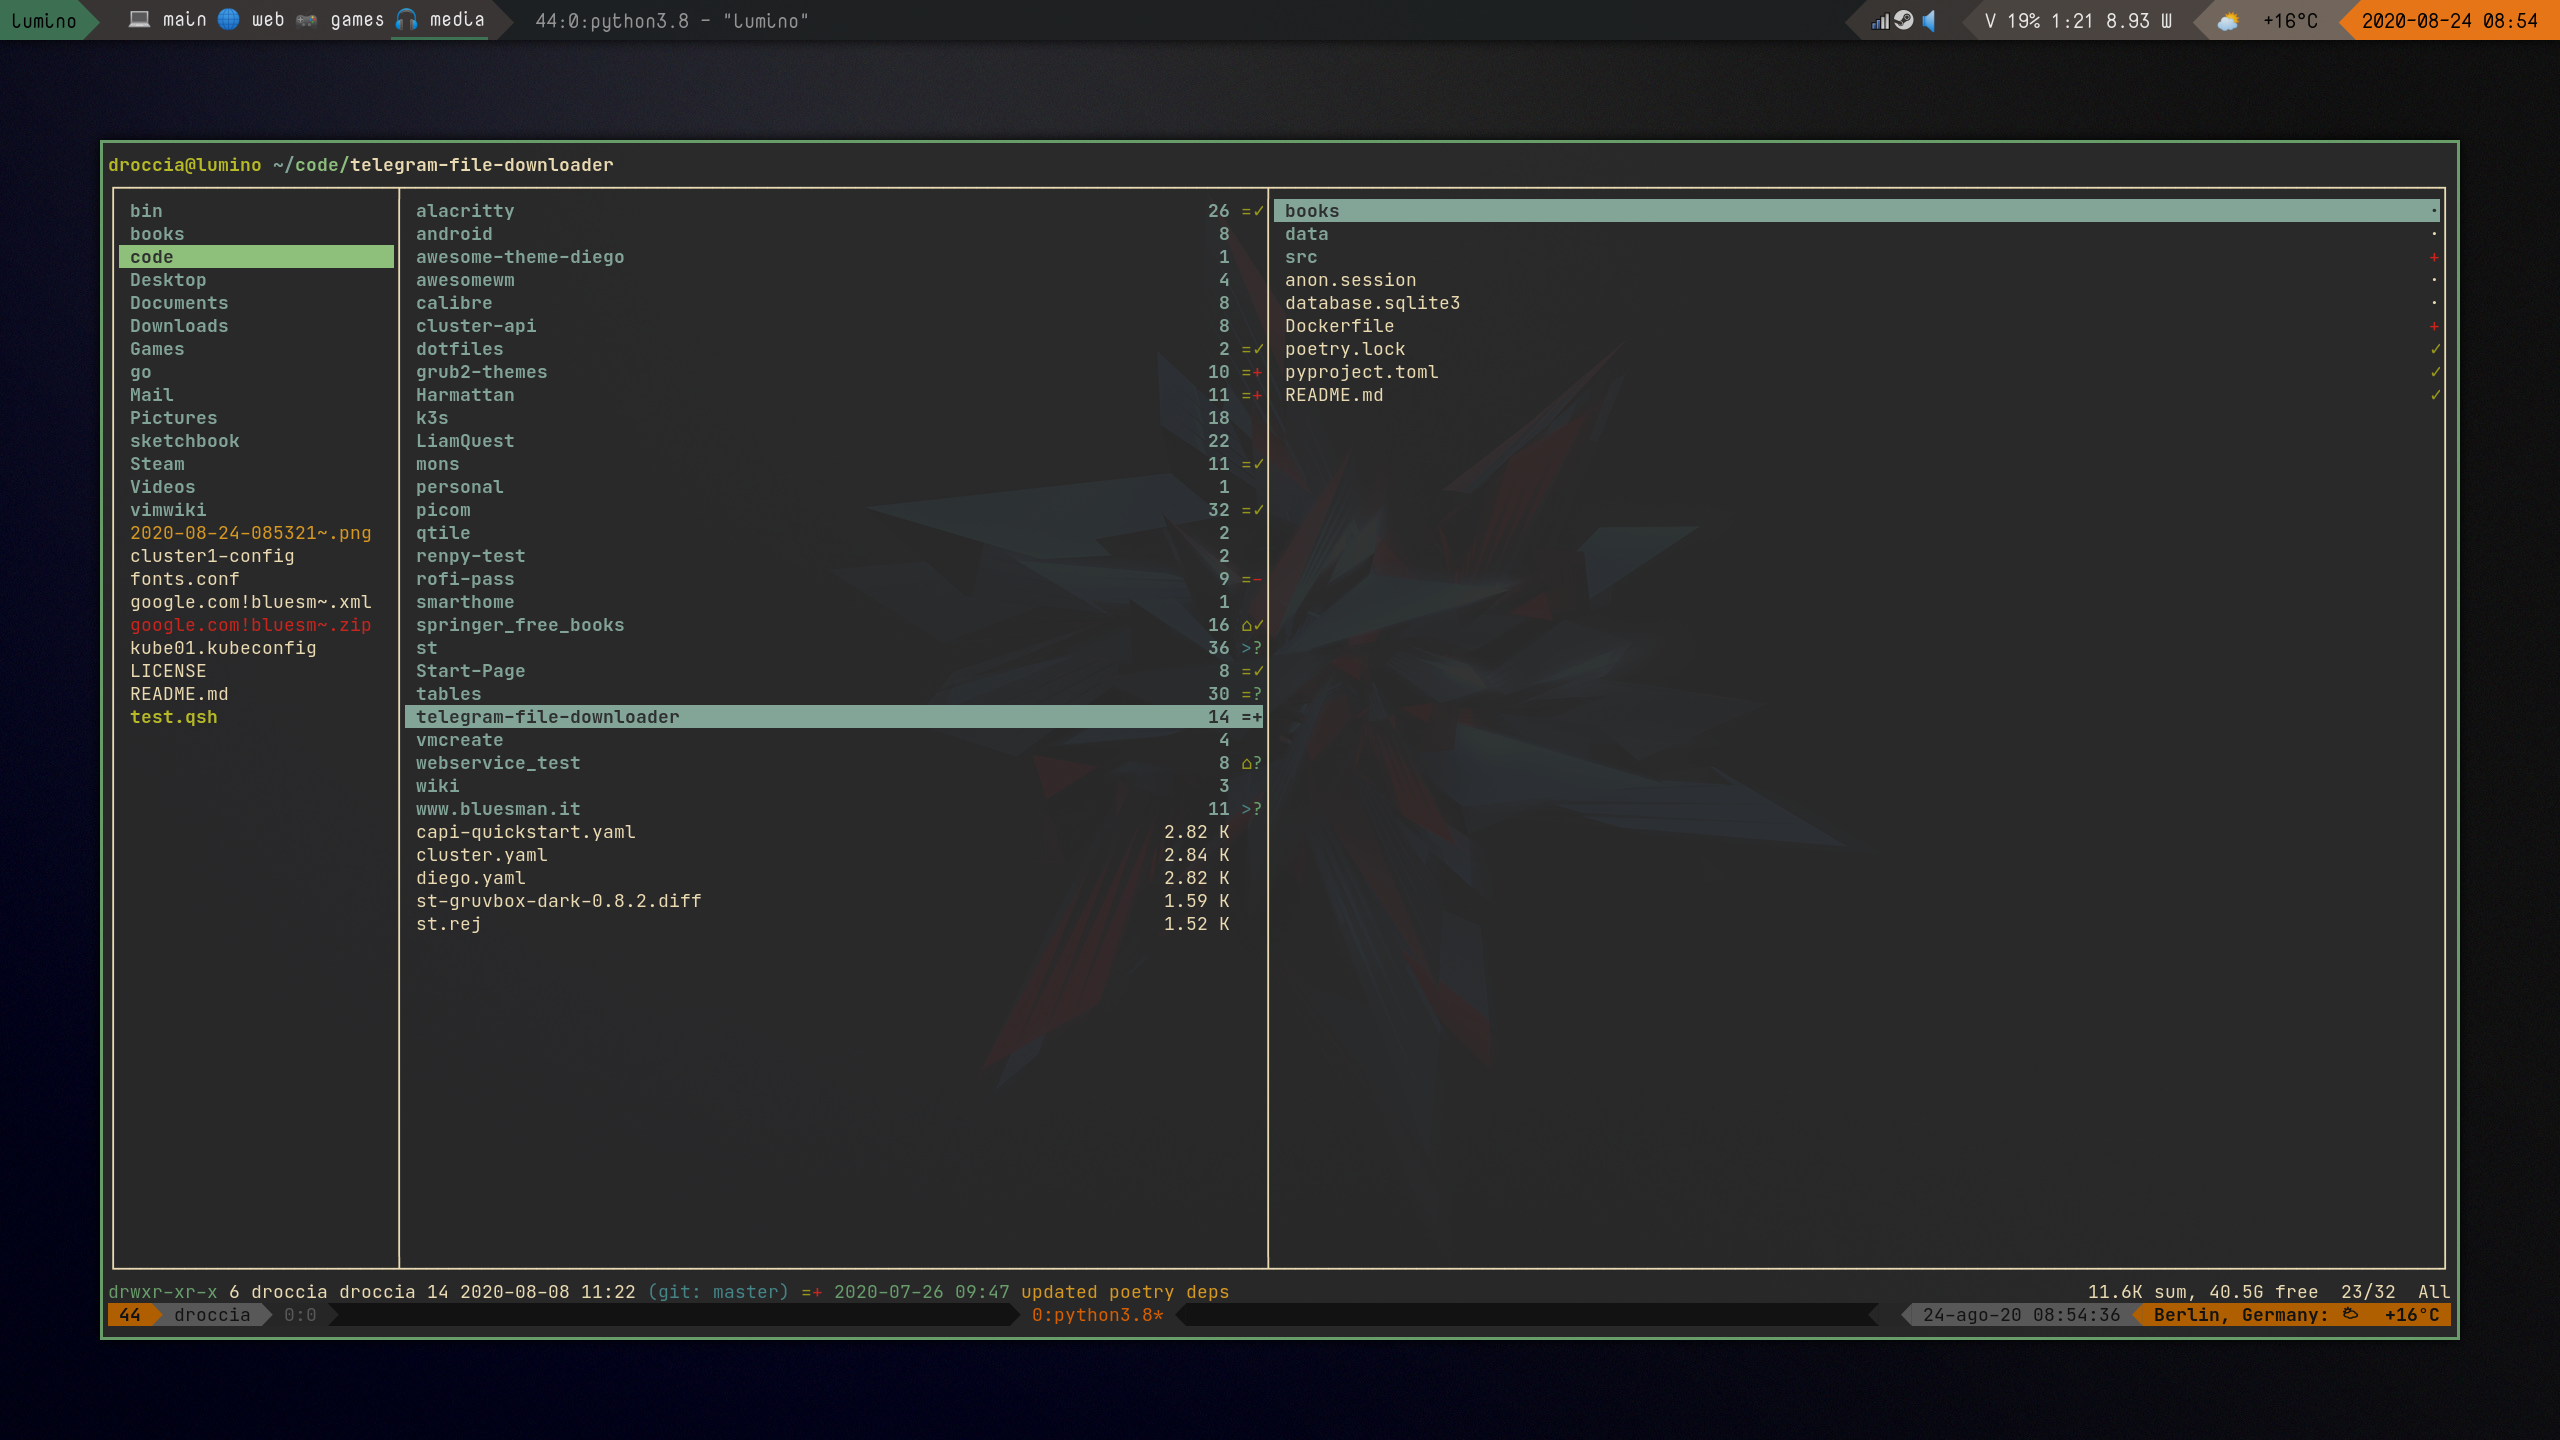 lumino main web games media 44:0:python3.8 - "lumino" V 19% 1:21 8.93 W +16°C 2020-08-24 08:54
droccia@lumino ~/code/telegram-file-downloader
bin
books
code
Desktop
Documents
Downloads
Games
go
Mail
Pictures
sketchbook
Steam
Videos
vimwiki
2020-08-24-085321~.png
cluster1-config
fonts.conf
google.com!bluesm~.xml
google.com!bluesm~.zip
kube01.kubeconfig
LICENSE
README.md
test.qsh
alacritty 26 =✓
android 8
awesome-theme-diego 1
awesomewm 4
calibre 8
cluster-api 8
dotfiles 2 =✓
grub2-themes 10 =+
Harmattan 11 =+
k3s 18
LiamQuest 22
mons 11 =✓
personal 1
picom 32 =✓
qtile 2
renpy-test 2
rofi-pass 9 =-
smarthome 1
springer_free_books 16 ⌂✓
st 36 >?
Start-Page 8 =✓
tables 30 =?
telegram-file-downloader 14 =+
vmcreate 4
webservice_test 8 ⌂?
wiki 3
www.bluesman.it 11 >?
capi-quickstart.yaml 2.82 K
cluster.yaml 2.84 K
diego.yaml 2.82 K
st-gruvbox-dark-0.8.2.diff 1.59 K
st.rej 1.52 K
books ·
data ·
src +
anon.session ·
database.sqlite3 ·
Dockerfile +
poetry.lock ✓
pyproject.toml ✓
README.md ✓
drwxr-xr-x 6 droccia droccia 14 2020-08-08 11:22 (git: master) =+ 2020-07-26 09:47 updated poetry deps 11.6K sum, 40.5G free 23/32 All
44 droccia 0:0 0:python3.8* 24-ago-20 08:54:36 Berlin, Germany: +16°C